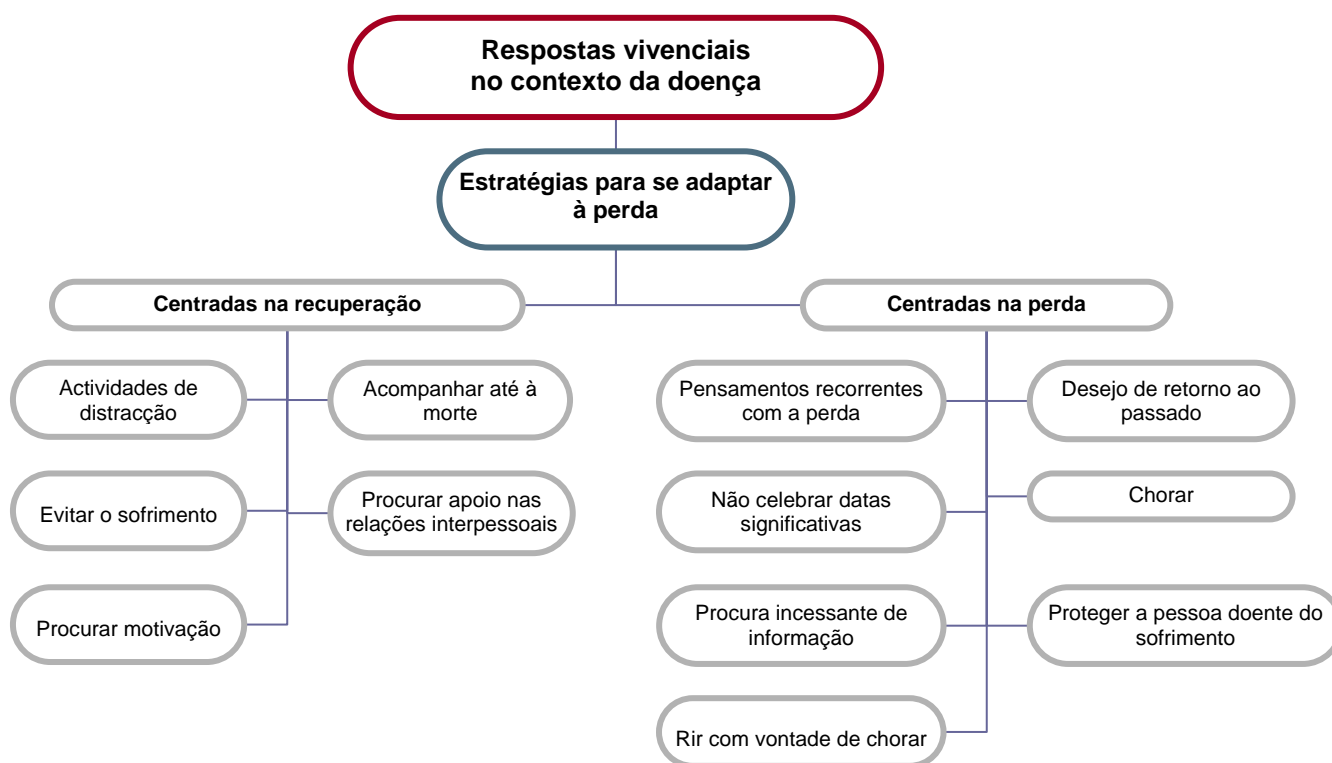 Respostas vivenciais
no contexto da doença
Estratégias para se adaptar
à perda
Centradas na recuperação
Centradas na perda
Actividades de
distracção
Acompanhar até à
morte
Pensamentos recorrentes
com a perda
Desejo de retorno ao
passado
Evitar o sofrimento
Procurar apoio nas
relações interpessoais
Não celebrar datas
significativas
Chorar
Procurar motivação
Procura incessante de
informação
Proteger a pessoa doente do
sofrimento
Rir com vontade de chorar